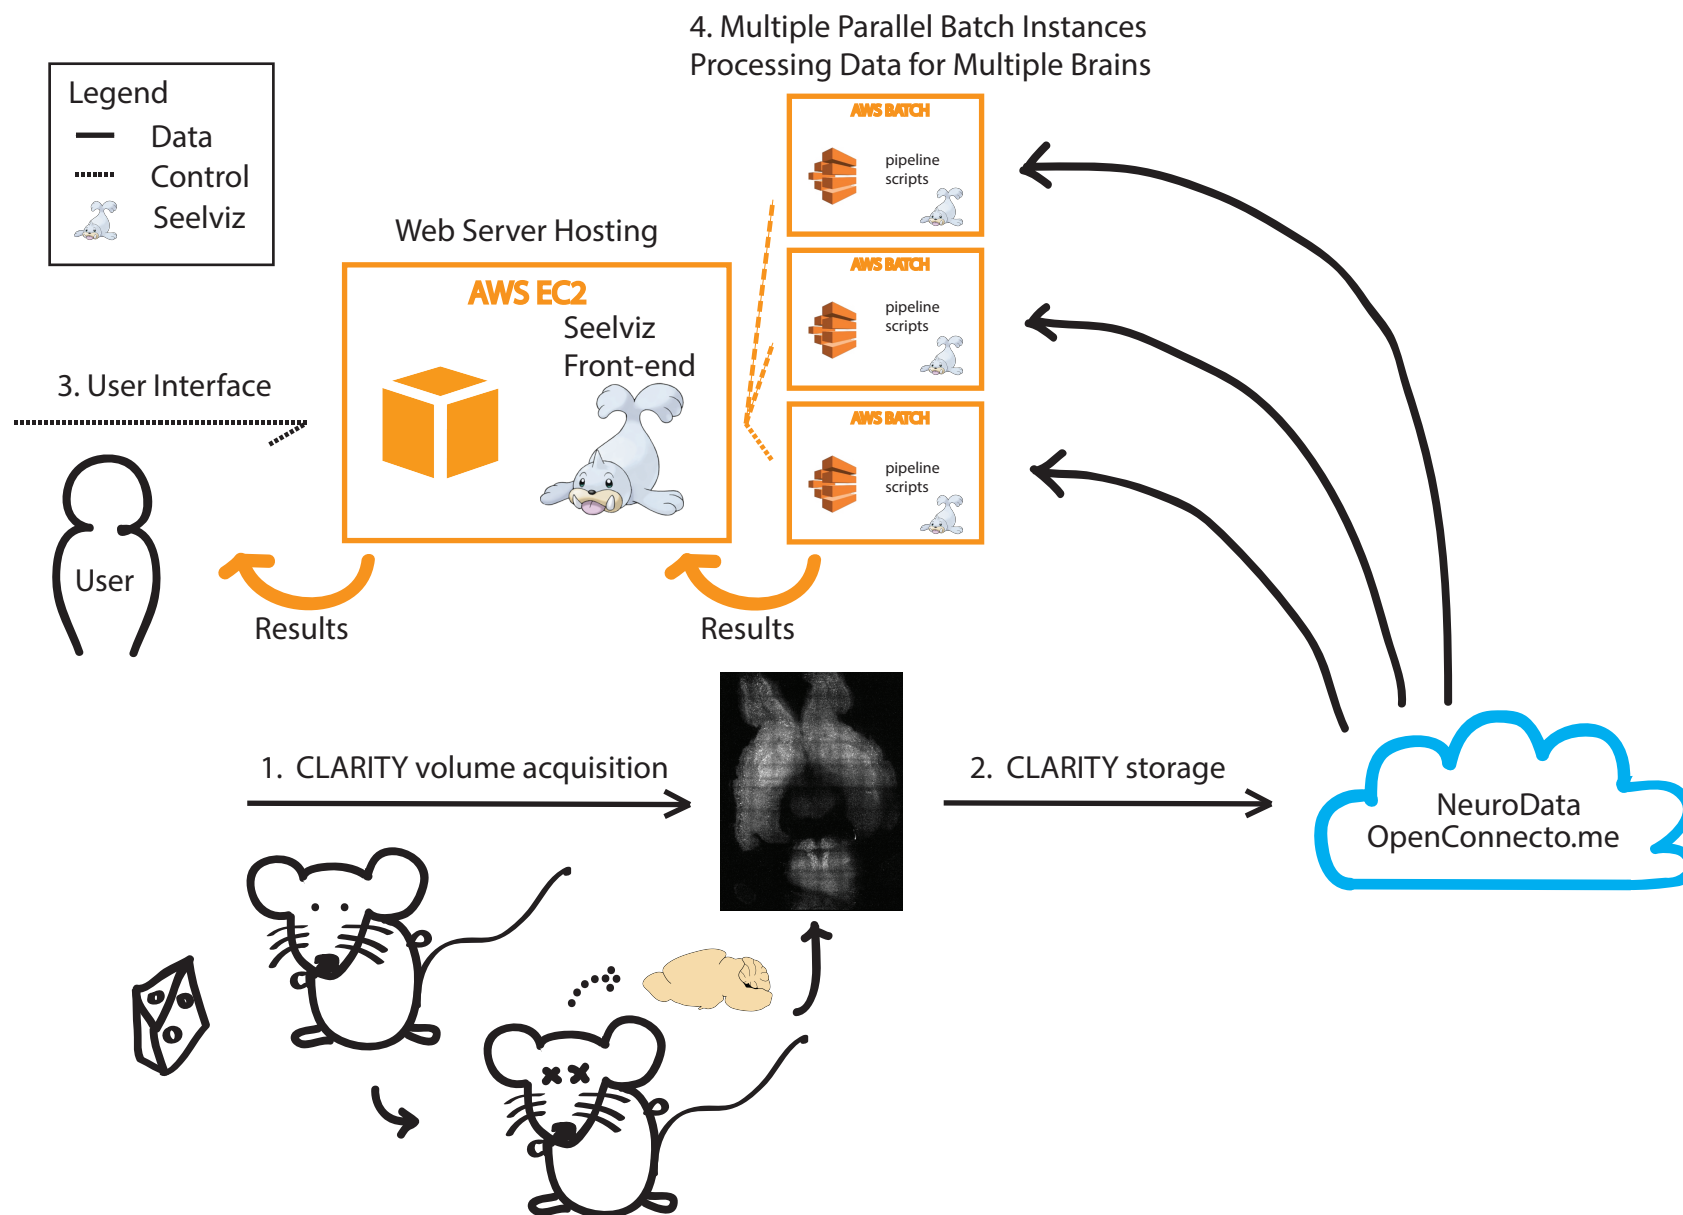 4. Multiple Parallel Batch Instances
Processing Data for Multiple Brains
Legend
Data
Control
Seelviz
Web Server Hosting
AWS EC2
Seelviz
Front-end
AWS BATCH
pipeline
scripts
AWS BATCH
pipeline
scripts
AWS BATCH
pipeline
scripts
3. User Interface
User
Results
Results
1. CLARITY volume acquisition
2. CLARITY storage
NeuroData
OpenConnecto.me